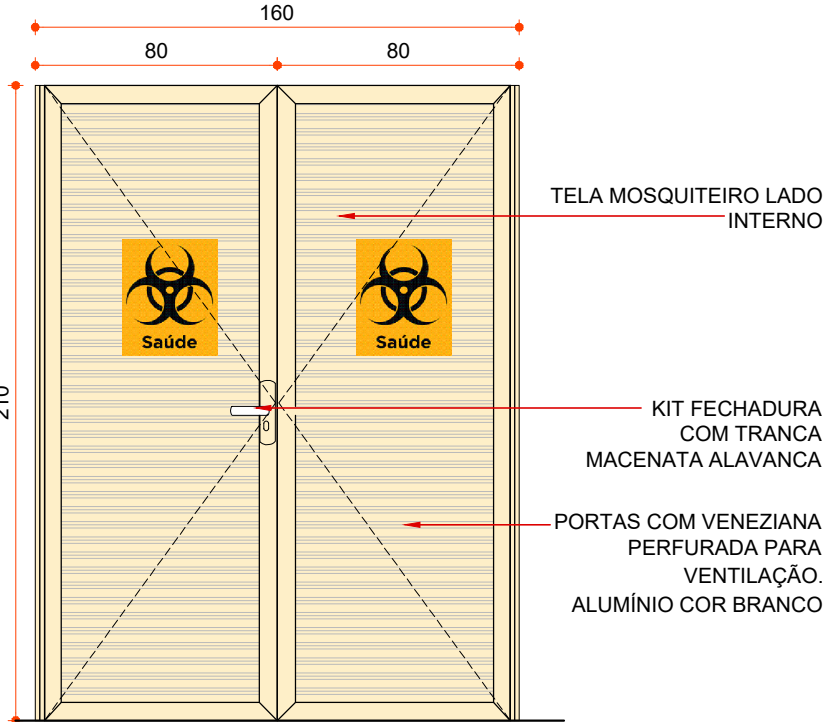 160
80
80
210
TELA MOSQUITEIRO LADO
INTERNO
Saúde
Saúde
KIT FECHADURA
COM TRANCA
MACENATA ALAVANCA
PORTAS COM VENEZIANA
PERFURADA PARA
VENTILAÇÃO.
ALUMÍNIO COR BRANCO